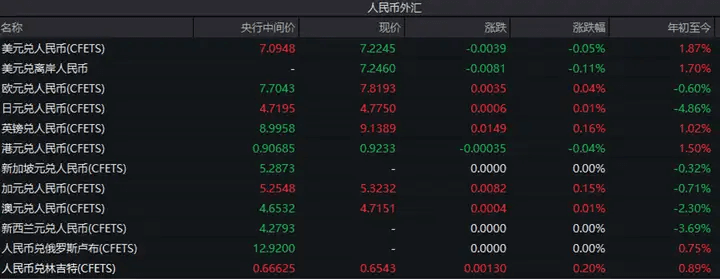 人民币外汇
名称 央行中间价 现价 涨跌 涨跌幅 年初至今
美元兑人民币(CFETS) 7.0948 7.2245 -0.0039 -0.05% 1.87%
美元兑离岸人民币 - 7.2460 -0.0081 -0.11% 1.70%
欧元兑人民币(CFETS) 7.7043 7.8193 0.0035 0.04% -0.60%
日元兑人民币(CFETS) 4.7195 4.7750 0.0006 0.01% -4.86%
英镑兑人民币(CFETS) 8.9958 9.1389 0.0149 0.16% 1.02%
港元兑人民币(CFETS) 0.90685 0.9233 -0.00035 -0.04% 1.50%
新加坡元兑人民币(CFETS) 5.2873 - 0.0000 0.00% -0.32%
加元兑人民币(CFETS) 5.2548 5.3232 0.0082 0.15% -0.71%
澳元兑人民币(CFETS) 4.6532 4.7151 0.0004 0.01% -2.30%
新西兰元兑人民币(CFETS) 4.2793 - 0.0000 0.00% -3.69%
人民币兑俄罗斯卢布(CFETS) 12.9200 - 0.0000 0.00% 0.75%
人民币兑林吉特(CFETS) 0.66625 0.6543 0.00130 0.20% 0.89%